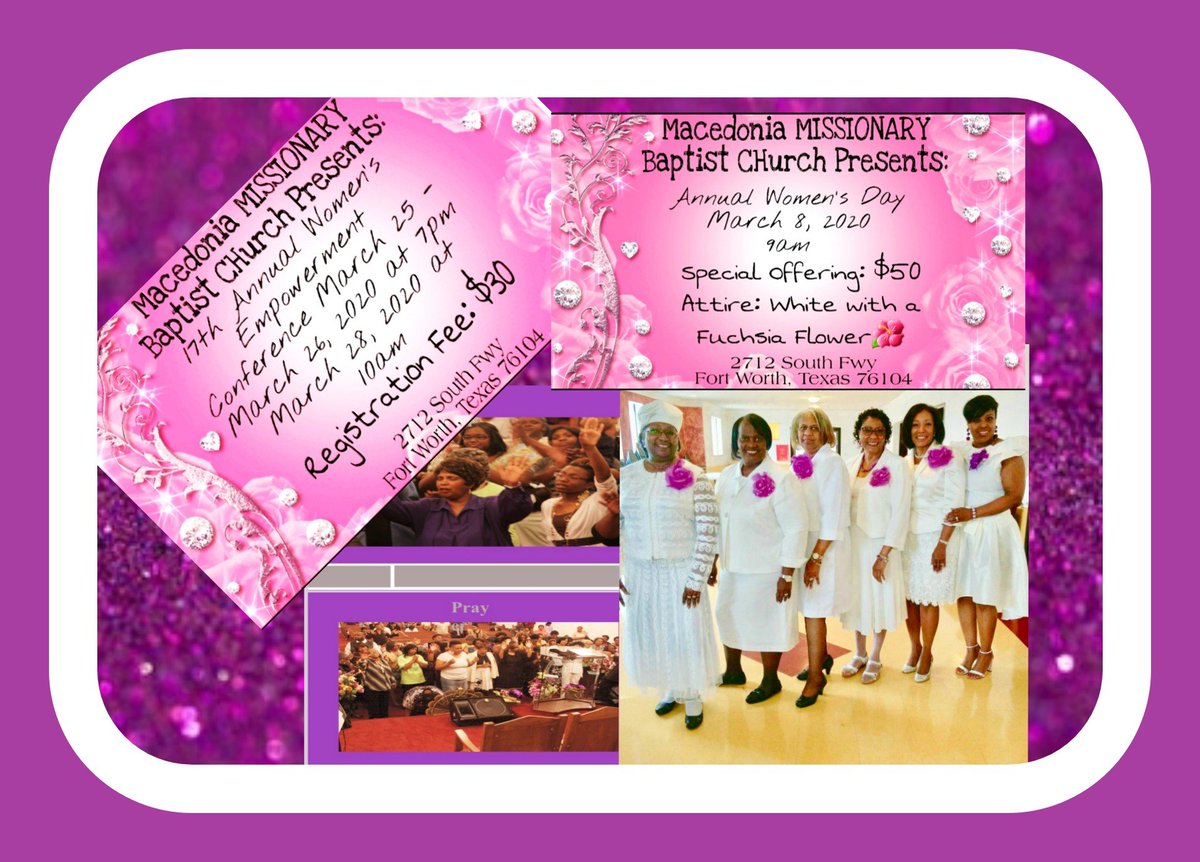 Macedonia MISSIONARY
Baptist CHurch Presents:
17th Annual Women's
Empowerment
Conference March 25 -
March 26, 2020 at 7pm
March 28, 2020 at
10am
Registration Fee: $30
2712 South Fwy
Fort Worth, Texas 76104
Macedonia MISSIONARY
Baptist CHurch Presents:
Annual Women's Day
March 8, 2020
9am
Special Offering: $50
Attire: White with a
Fuchsia Flower🌺
2712 South Fwy
Fort Worth, Texas 76104
Pray